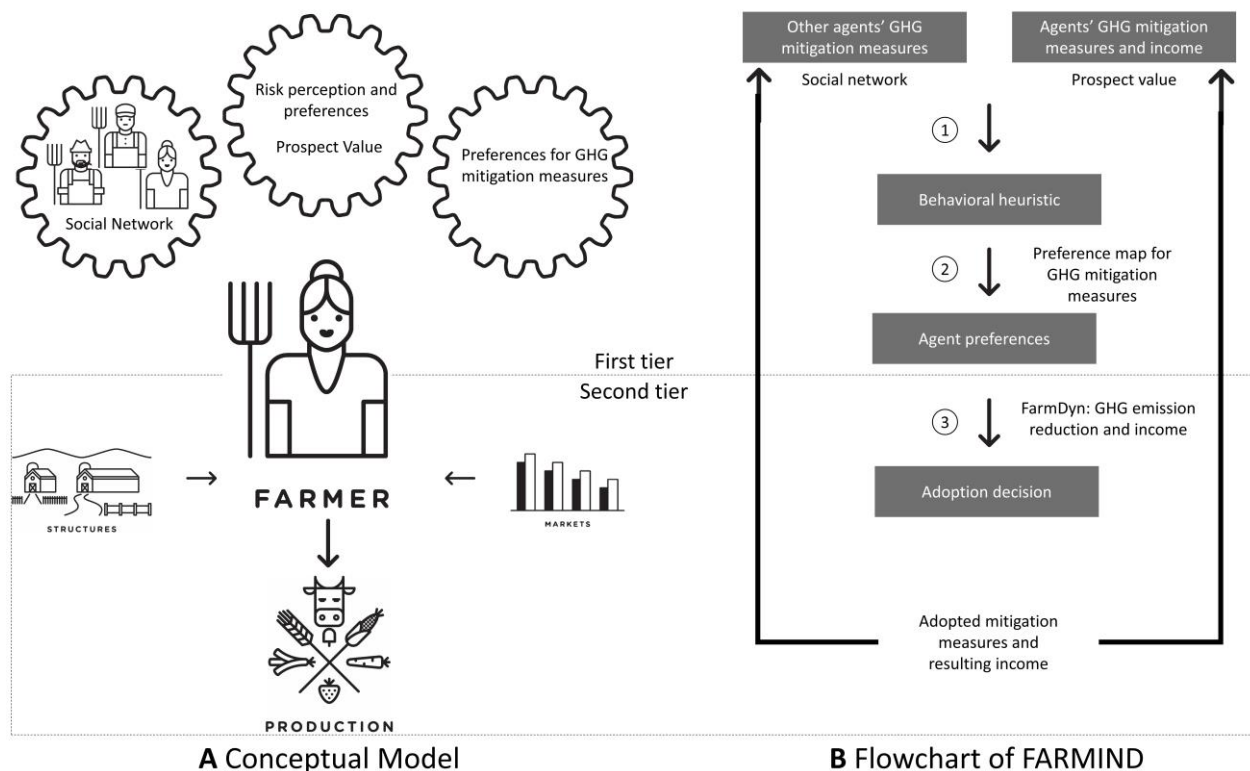 Risk perception and
preferences
Prospect Value
Social Network
Preferences for GHG
mitigation measures
First tier
Second tier
STRUCTURES
FARMER
MARKETS
PRODUCTION
A Conceptual Model
Other agents' GHG
mitigation measures
Agents' GHG mitigation
measures and income
Social network
Prospect value
1
Behavioral heuristic
2
Preference map for
GHG mitigation
measures
Agent preferences
3
FarmDyn: GHG emission
reduction and income
Adoption decision
Adopted mitigation
measures and
resulting income
B Flowchart of FARMIND